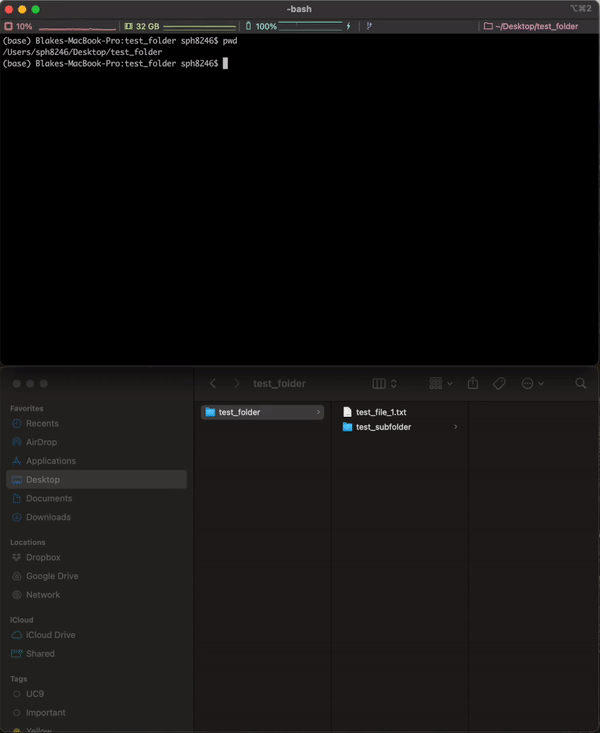 -bash
⌥⌘2
10%
32 GB
100%
~/Desktop/test_folder
(base) Blakes-MacBook-Pro:test_folder sph8246$ pwd
/Users/sph8246/Desktop/test_folder
(base) Blakes-MacBook-Pro:test_folder sph8246$
test_folder
Favorites
Recents
AirDrop
Applications
Desktop
Documents
Downloads
Locations
Dropbox
Google Drive
Network
iCloud
iCloud Drive
Shared
Tags
UC9
Important
Yellow
test_folder
test_file_1.txt
test_subfolder